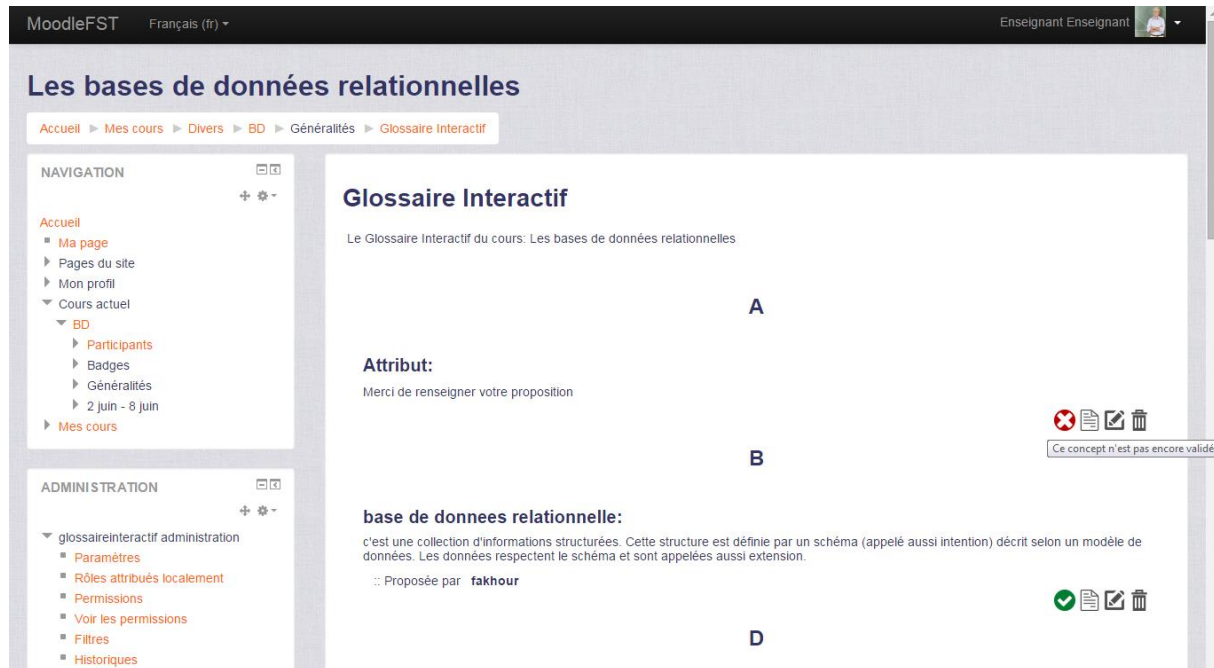 MoodleFST Français (fr) Enseignant Enseignant
Les bases de données relationnelles
Accueil Mes cours Divers BD Généralités Glossaire Interactif
NAVIGATION
Accueil
Ma page
Pages du site
Mon profil
Cours actuel
BD
Participants
Badges
Généralités
2 juin - 8 juin
Mes cours
ADMINISTRATION
glossaireinteractif administration
Paramètres
Rôles attribués localement
Permissions
Voir les permissions
Filtres
Historiques
Glossaire Interactif
Le Glossaire Interactif du cours: Les bases de données relationnelles
A
Attribut:
Merci de renseigner votre proposition
Ce concept n'est pas encore validé
B
base de donnees relationnelle:
c'est une collection d'informations structurées. Cette structure est définie par un schéma (appelé aussi intention) décrit selon un modèle de
données. Les données respectent le schéma et sont appelées aussi extension.
:: Proposée par fakhour
D